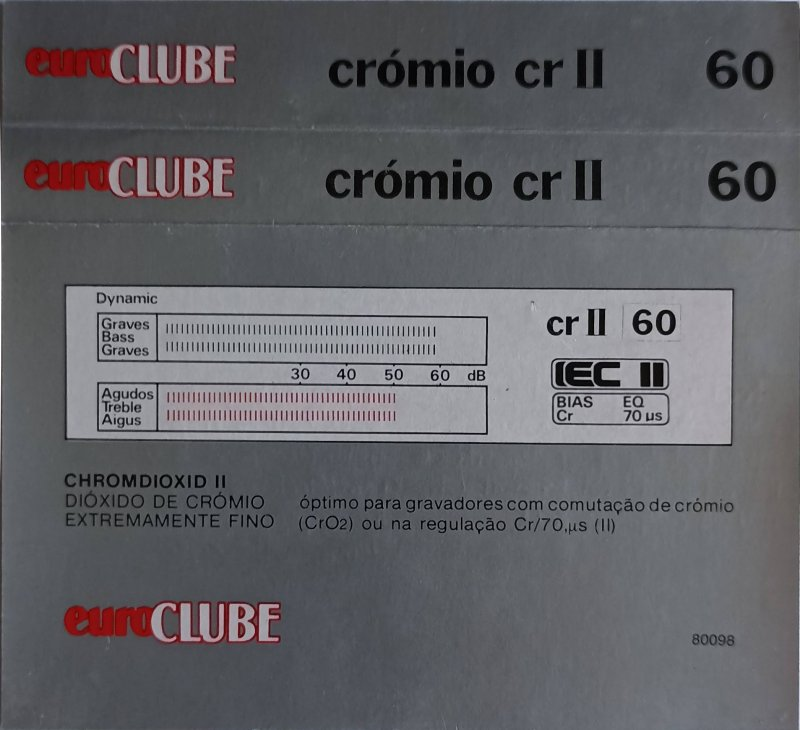 euroCLUBE crómio cr II 60
euroCLUBE crómio cr II 60
Dynamic
Graves
Bass
Graves
30 40 50 60 dB
Agudos
Treble
Aigus
cr II 60
IEC II
BIAS EQ
Cr 70 µs
CHROMDIOXID II
DIÓXIDO DE CRÓMIO óptimo para gravadores com comutação de crómio
EXTREMAMENTE FINO (CrO2) ou na regulação Cr/70,µs (II)
euroCLUBE
80098